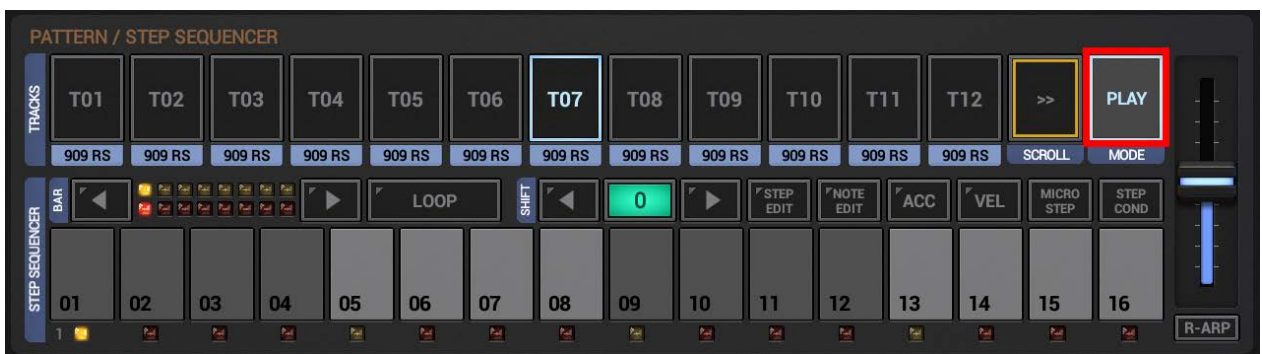 PATTERN / STEP SEQUENCER
TRACKS
T01 T02 T03 T04 T05 T06 T07 T08 T09 T10 T11 T12 >> PLAY
909 RS 909 RS 909 RS 909 RS 909 RS 909 RS 909 RS 909 RS 909 RS 909 RS 909 RS 909 RS SCROLL MODE
STEP SEQUENCER
BAR LOOP SHIFT 0 STEP EDIT NOTE EDIT ACC VEL MICRO STEP STEP COND
01 02 03 04 05 06 07 08 09 10 11 12 13 14 15 16
1 R-ARP